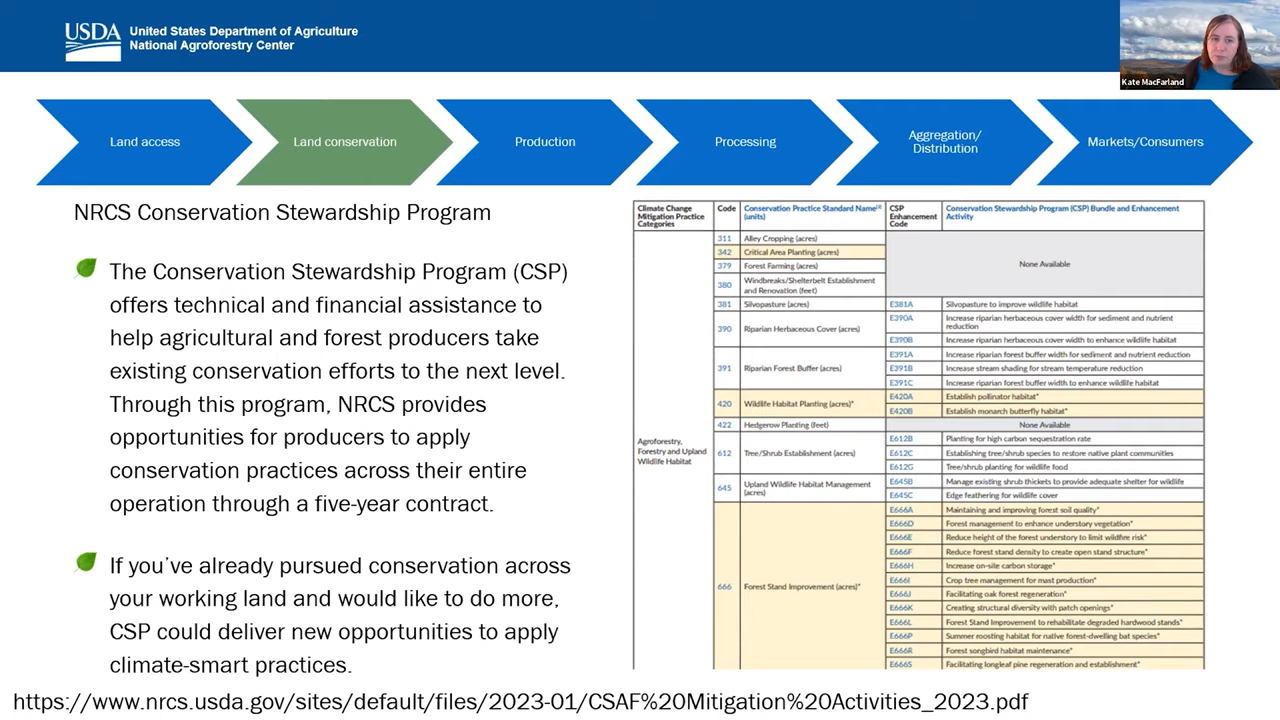 USDA
United States Department of Agriculture
National Agroforestry Center
Kate MacFarland
Land access
Land conservation
Production
Processing
Aggregation/
Distribution
Markets/Consumers
NRCS Conservation Stewardship Program
The Conservation Stewardship Program (CSP)
offers technical and financial assistance to
help agricultural and forest producers take
existing conservation efforts to the next level.
Through this program, NRCS provides
opportunities for producers to apply
conservation practices across their entire
operation through a five-year contract.
If you've already pursued conservation across
your working land and would like to do more,
CSP could deliver new opportunities to apply
climate-smart practices.
Climate Change
Mitigation Practice
Categories
Code
Conservation Practice Standard Name[2]
(units)
CSP
Enhancement
Code
Conservation Stewardship Program (CSP) Bundle and Enhancement
Activity
Agroforestry,
Forestry and Upland
Wildlife Habitat
311 Alley Cropping (acres)
342 Critical Area Planting (acres)
379 Forest Farming (acres)
380 Windbreaks/Shelterbelt Establishment
and Renovation (feet)
None Available
381 Silvopasture (acres) E381A Silvopasture to improve wildlife habitat
390 Riparian Herbaceous Cover (acres)
E390A Increase riparian herbaceous cover width for sediment and nutrient
reduction
E390B Increase riparian herbaceous cover width to enhance wildlife habitat
391 Riparian Forest Buffer (acres)
E391A Increase riparian forest buffer width for sediment and nutrient reduction
E391B Increase stream shading for stream temperature reduction
E391C Increase riparian forest buffer width to enhance wildlife habitat
420 Wildlife Habitat Planting (acres)*
E420A Establish pollinator habitat*
E420B Establish monarch butterfly habitat*
422 Hedgerow Planting (feet) None Available
612 Tree/Shrub Establishment (acres)
E612B Planting for high carbon sequestration rate
E612C Establishing tree/shrub species to restore native plant communities
E612G Tree/shrub planting for wildlife food
645 Upland Wildlife Habitat Management
(acres)
E645B Manage existing shrub thickets to provide adequate shelter for wildlife
E645C Edge feathering for wildlife cover
666 Forest Stand Improvement (acres)*
E666A Maintaining and improving forest soil quality*
E666D Forest management to enhance understory vegetation*
E666E Reduce height of the forest understory to limit wildfire risk*
E666F Reduce forest stand density to create open stand structure*
E666H Increase on-site carbon storage*
E666I Crop tree management for mast production*
E666J Facilitating oak forest regeneration*
E666K Creating structural diversity with patch openings*
E666L Forest Stand Improvement to rehabilitate degraded hardwood stands*
E666P Summer roosting habitat for native forest-dwelling bat species*
E666R Forest songbird habitat maintenance*
E666S Facilitating longleaf pine regeneration and establishment*
https://www.nrcs.usda.gov/sites/default/files/2023-01/CSAF%20Mitigation%20Activities_2023.pdf